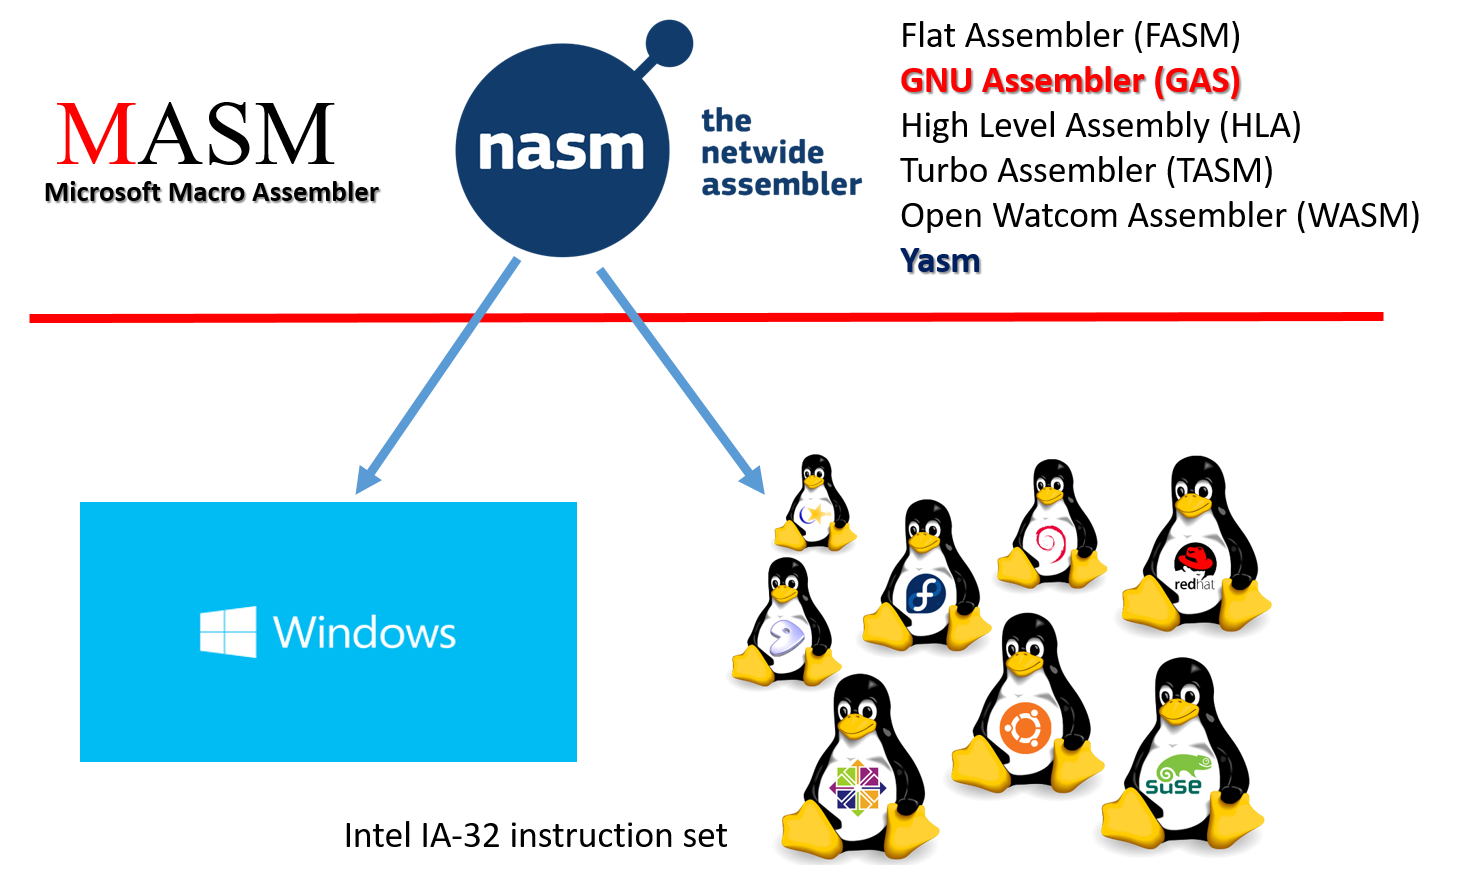 MASM
Microsoft Macro Assembler
nasm
the
netwide
assembler
Flat Assembler (FASM)
GNU Assembler (GAS)
High Level Assembly (HLA)
Turbo Assembler (TASM)
Open Watcom Assembler (WASM)
Yasm
Windows
redhat
suse
Intel IA-32 instruction set